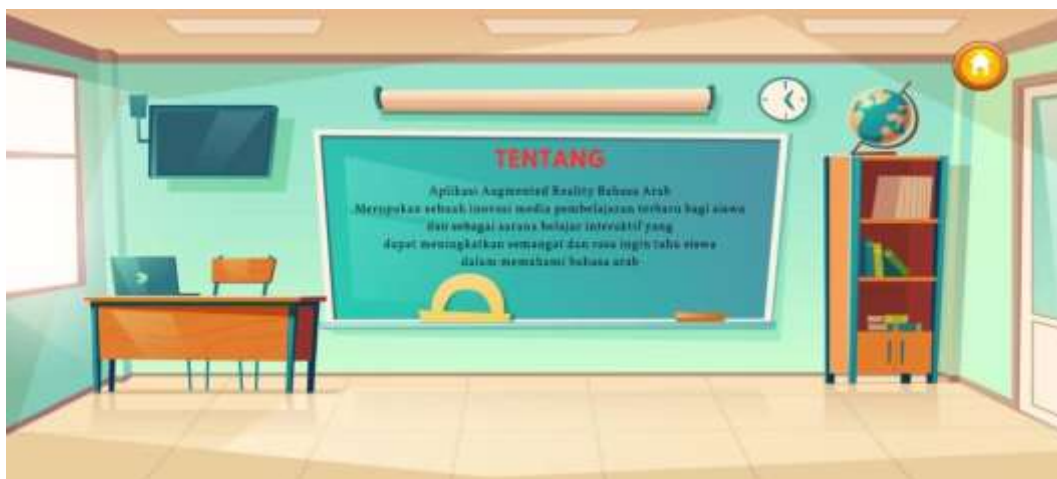 TENTANG
Aplikasi Augmented Reality Bahasa Arab
Merupakan sebuah inovasi media pembelajaran terbaru bagi siswa
dan sebagai sarana belajar interaktif yang
dapat meningkatkan semangat dan rasa ingin tahu siswa
dalam memahami bahasa arab